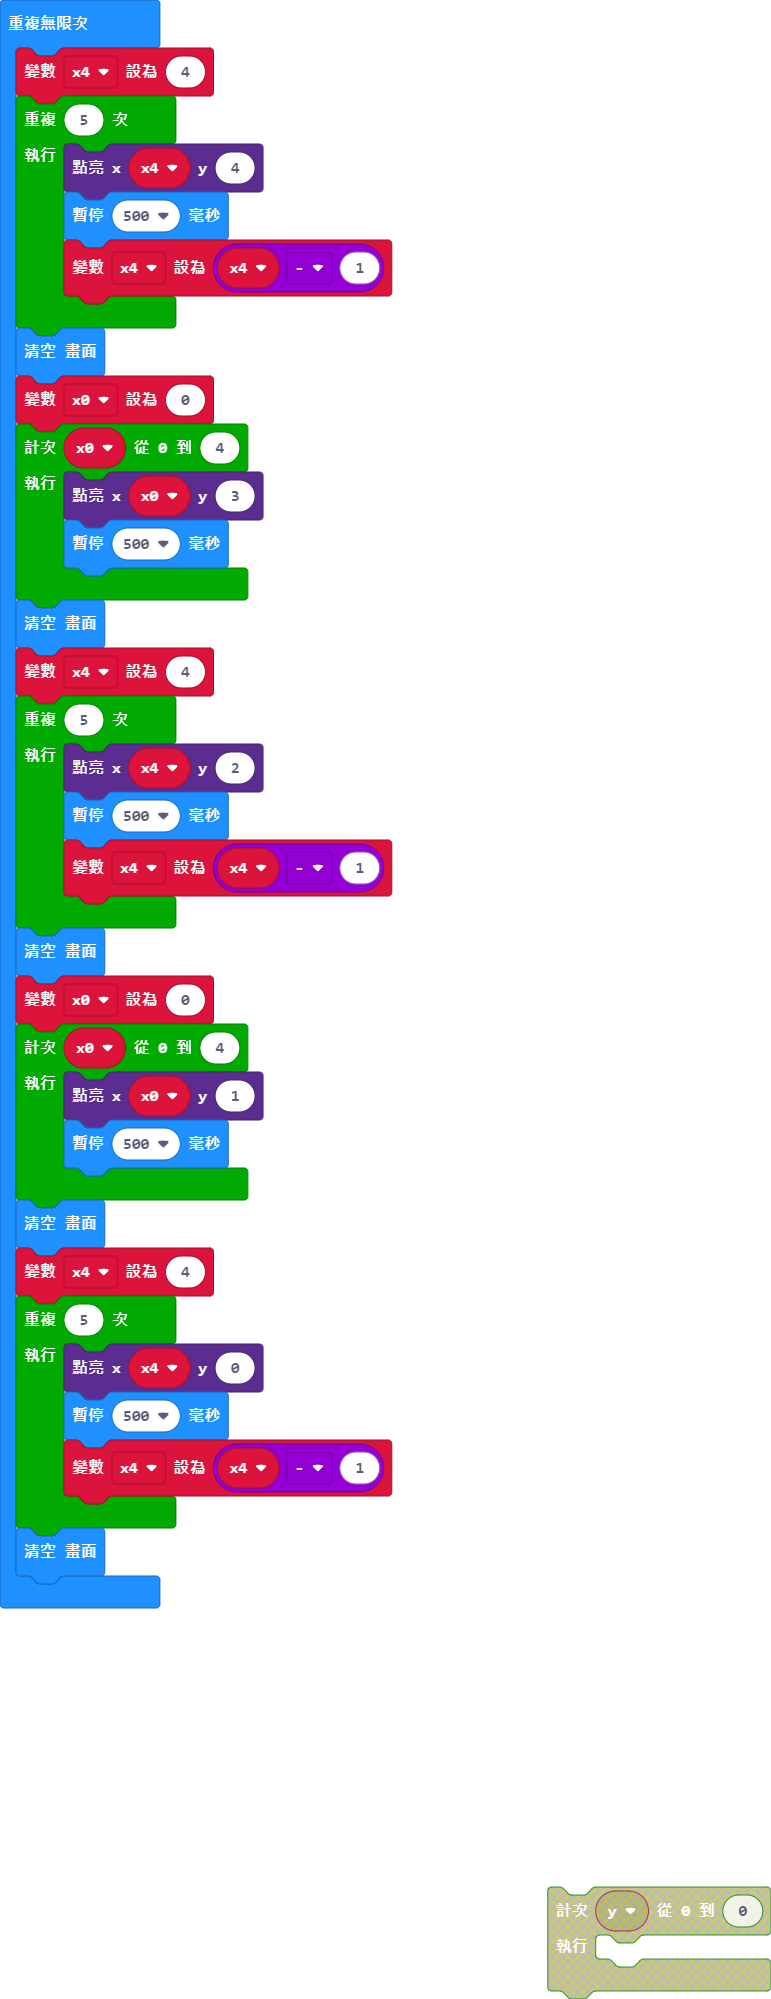 重複無限次
變數 x4 設為 4
重複 5 次
執行
點亮 x x4 y 4
暫停 500 毫秒
變數 x4 設為 x4 - 1
清空 畫面
變數 x0 設為 0
計次 x0 從 0 到 4
執行
點亮 x x0 y 3
暫停 500 毫秒
清空 畫面
變數 x4 設為 4
重複 5 次
執行
點亮 x x4 y 2
暫停 500 毫秒
變數 x4 設為 x4 - 1
清空 畫面
變數 x0 設為 0
計次 x0 從 0 到 4
執行
點亮 x x0 y 1
暫停 500 毫秒
清空 畫面
變數 x4 設為 4
重複 5 次
執行
點亮 x x4 y 0
暫停 500 毫秒
變數 x4 設為 x4 - 1
清空 畫面
計次 y 從 0 到 0
執行